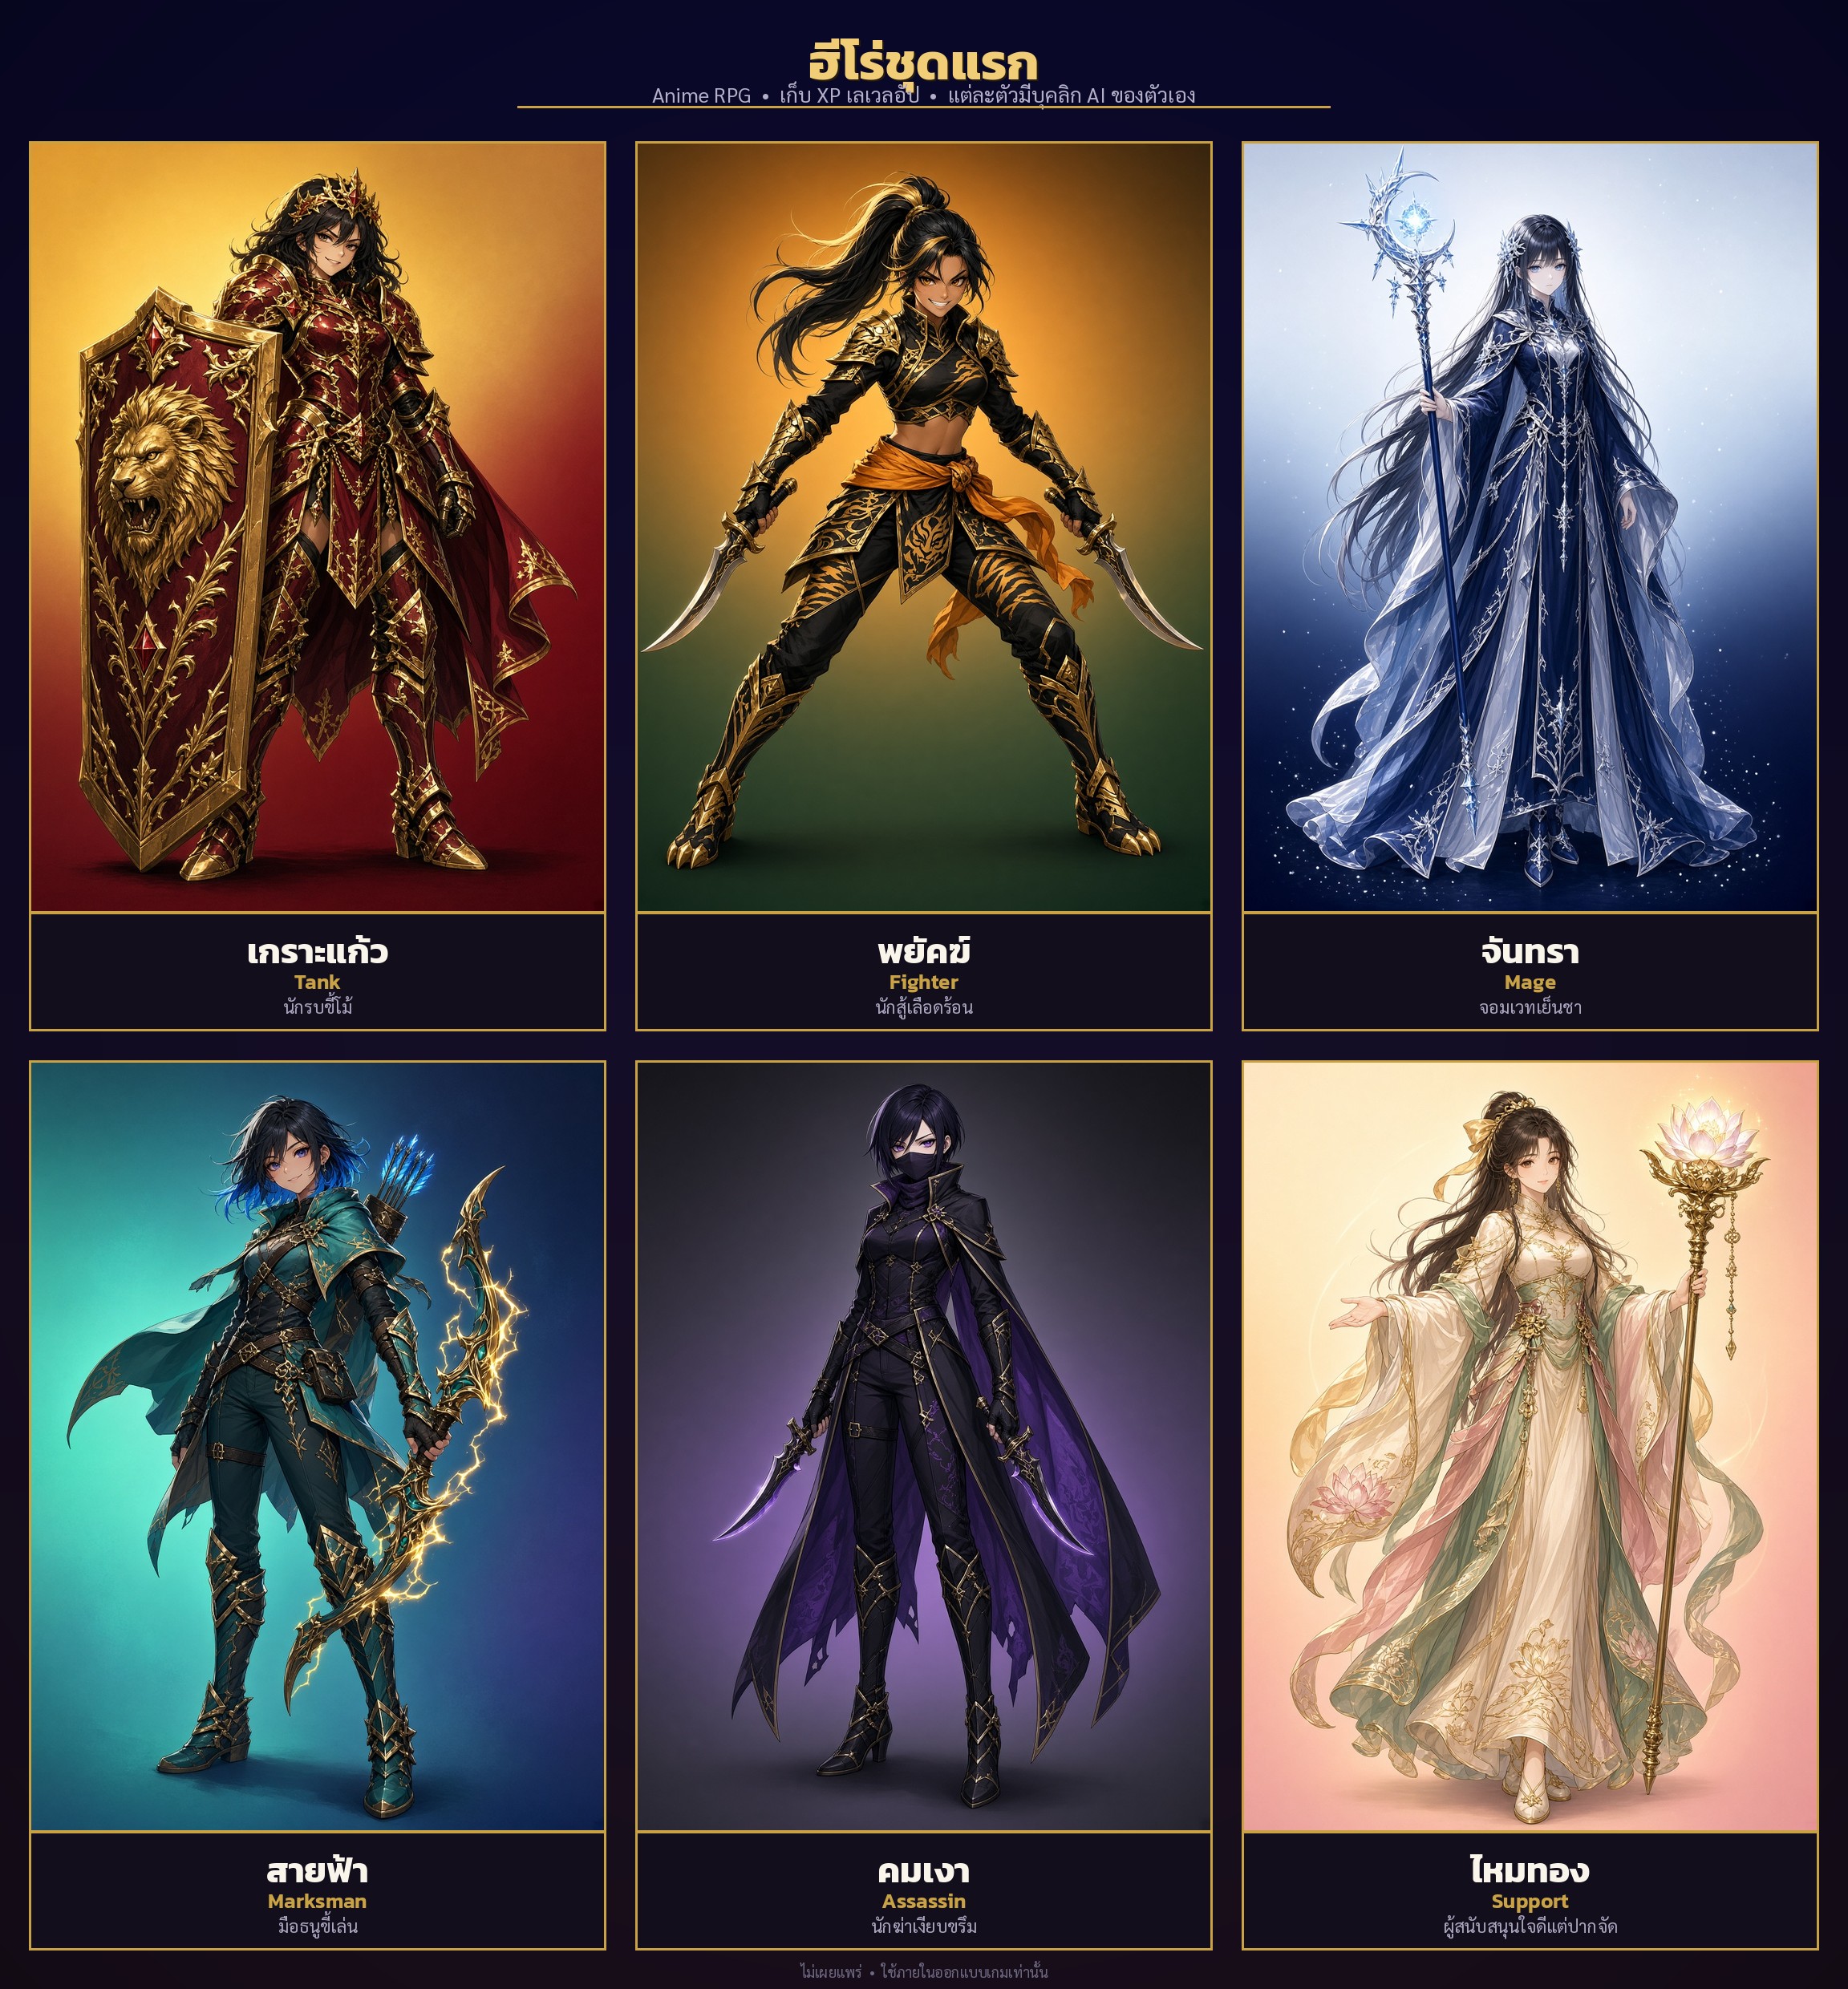 ฮีโร่ชุดแรก
Anime RPG • เก็บ XP เลเวลอัป • แต่ละตัวมีบุคลิก AI ของตัวเอง
เกราะแก้ว
Tank
นักรบขี้โม้
พยัคฆ์
Fighter
นักสู้เลือดร้อน
จันทรา
Mage
จอมเวทเย็นชา
สายฟ้า
Marksman
มือธนูขี้เล่น
คมเงา
Assassin
นักฆ่าเงียบขรึม
ไหมทอง
Support
ผู้สนับสนุนใจดีแต่ปากจัด
ไม่เผยแพร่ • ใช้ภายในออกแบบเกมเท่านั้น